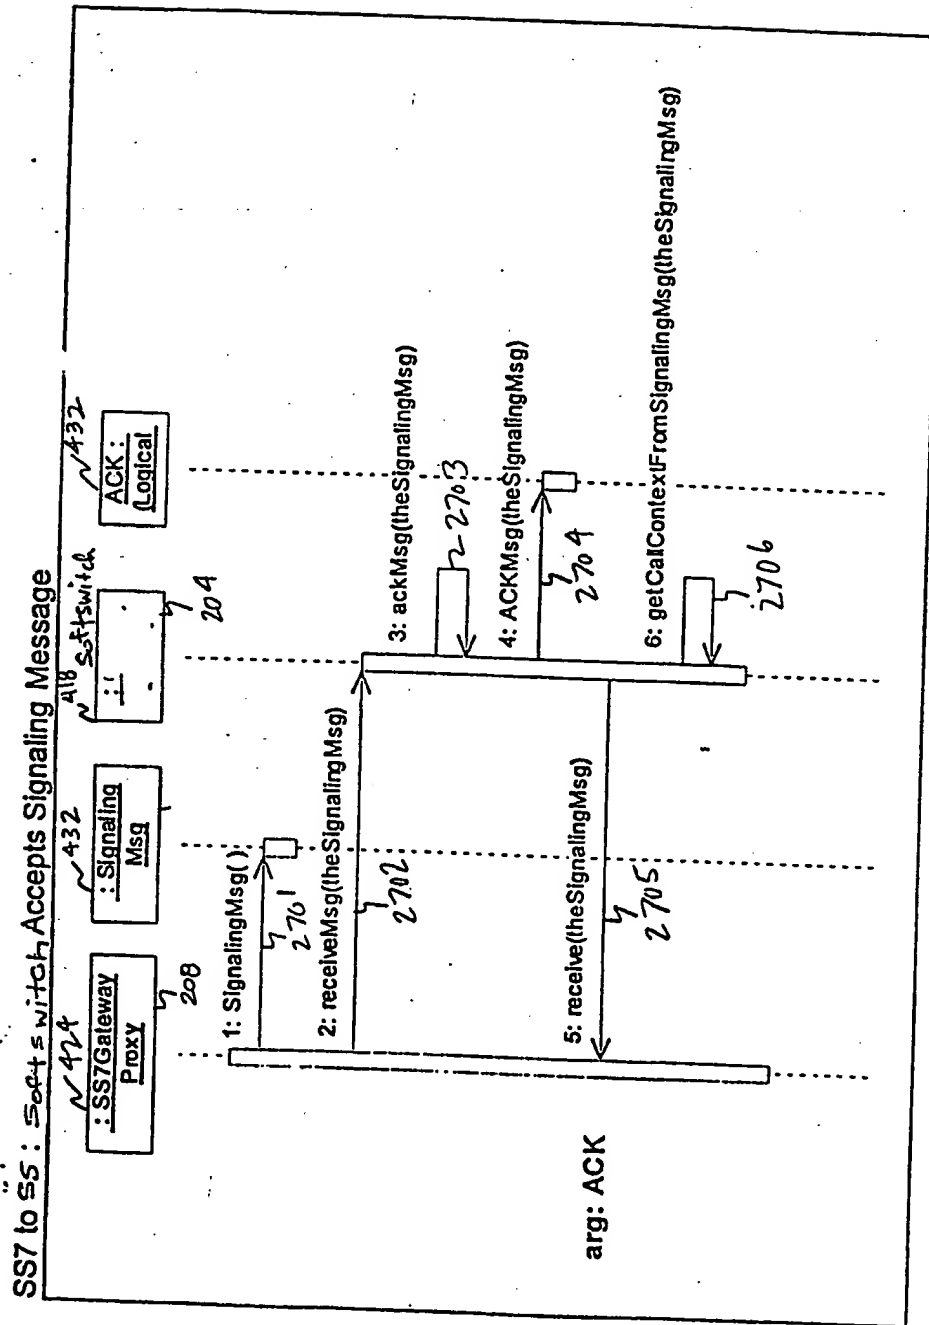 SS7 to SS: Softswitch Accepts Signaling Message
424
: SS7Gateway
Proxy
208
432
: Signaling
Msg
418
Softswitch
204
432
ACK :
(Logical
1: SignalingMsg( )
2701
2: receiveMsg(theSignalingMsg)
2702
3: ackMsg(theSignalingMsg)
2703
4: ACKMsg(theSignalingMsg)
2704
5: receive(theSignalingMsg)
2705
6: getCallContextFromSignalingMsg(theSignalingMsg)
2706
arg: ACK